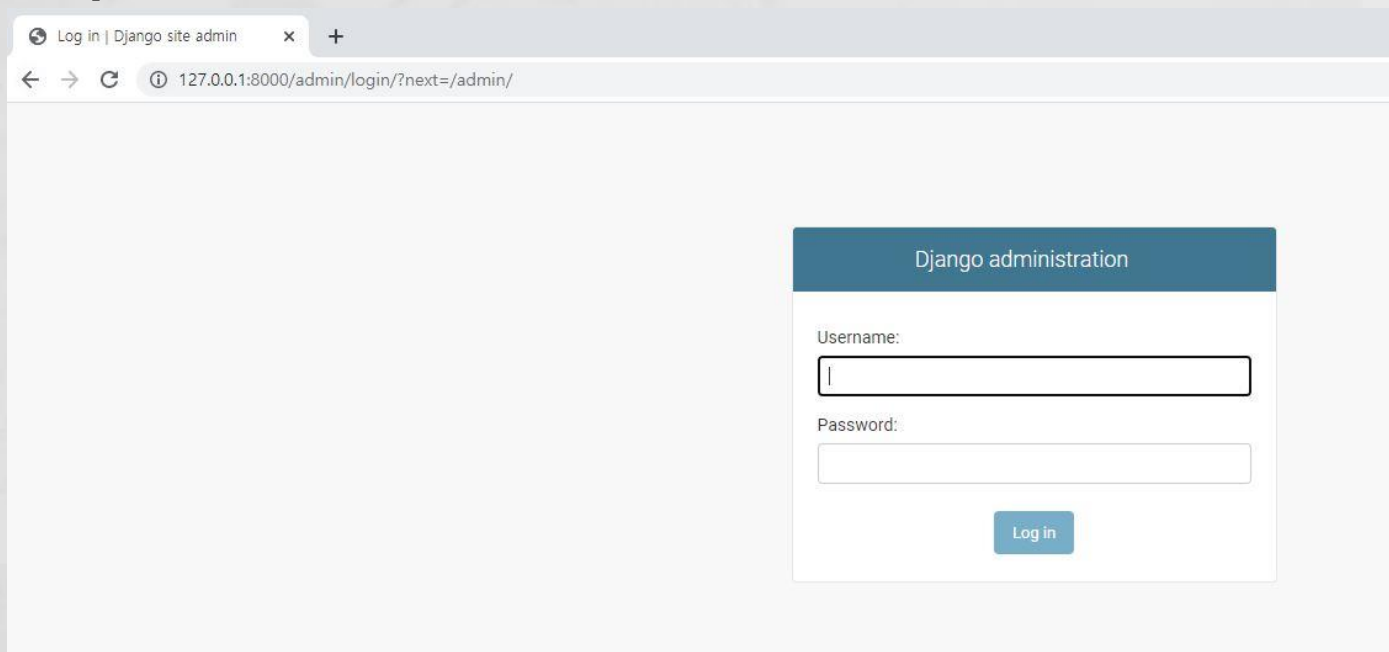 Log in | Django site admin
127.0.0.1:8000/admin/login/?next=/admin/
Django administration
Username:
Password:
Log in